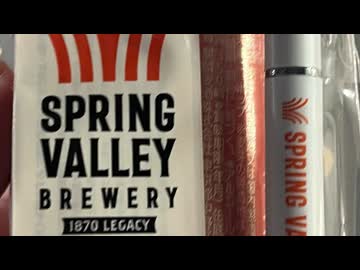 SPRING
VALLEY
BREWERY
1870 LEGACY
SPRING VA